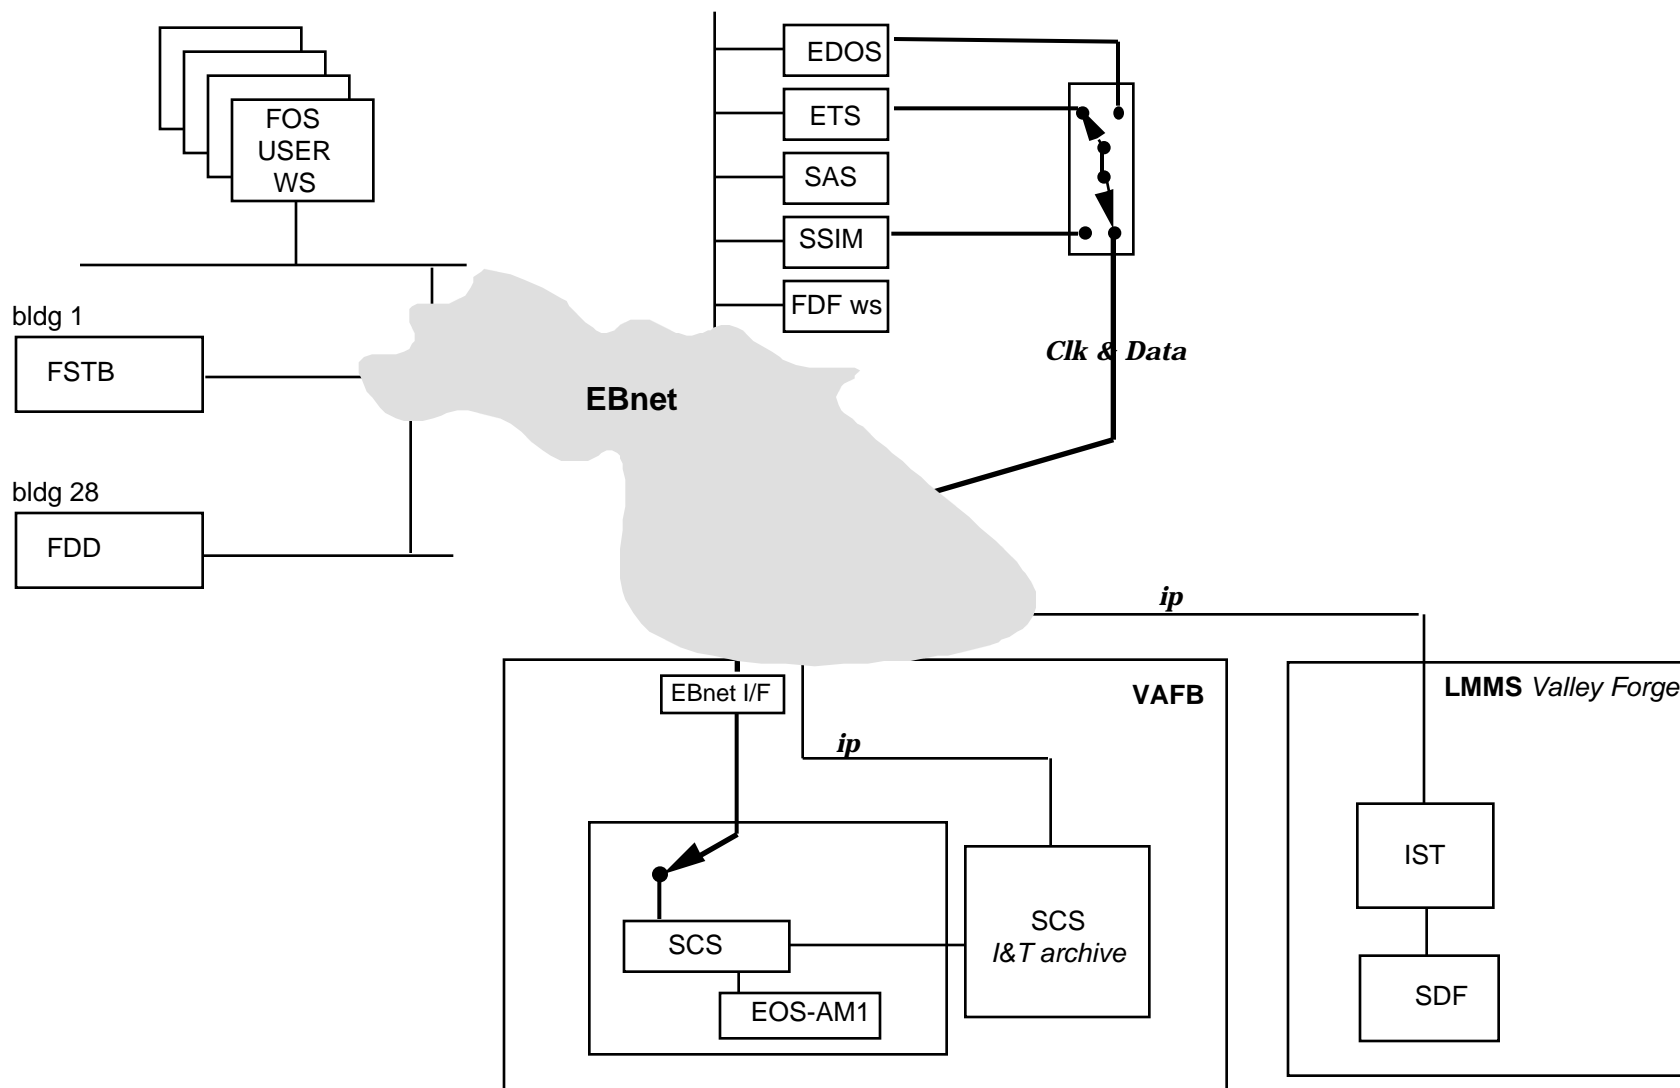 FOS
USER
WS
EDOS
ETS
SAS
SSIM
FDF ws
bldg 1
FSTB
Clk & Data
EBnet
bldg 28
FDD
ip
EBnet I/F
VAFB
LMMS Valley Forge
ip
IST
SCS
SCS
I&T archive
SDF
EOS-AM1